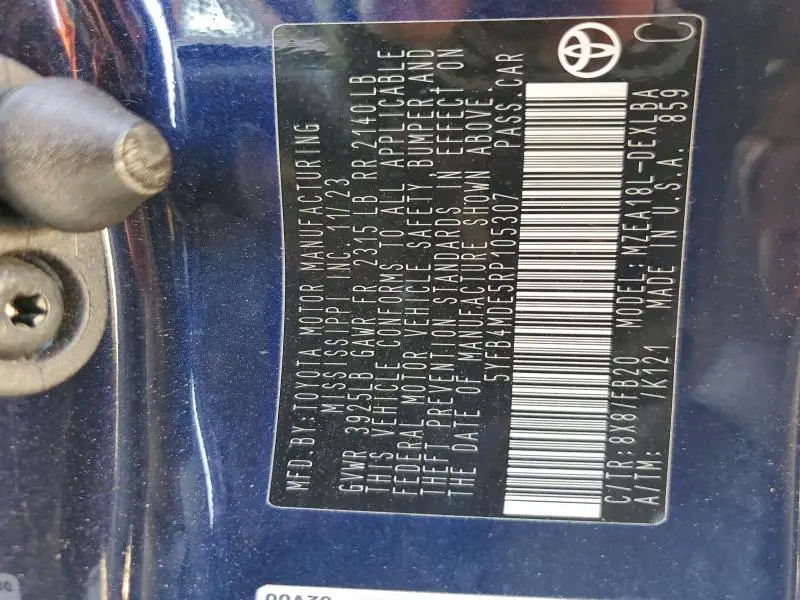 MFD.BY:TOYOTA MOTOR MANUFACTURING
MISSISSIPPI INC. 11/23
GVWR 3925LB GAWR FR 2315 LB RR 2140 LB
THIS VEHICLE CONFORMS TO ALL APPLICABLE
FEDERAL MOTOR VEHICLE SAFETY, BUMPER, AND
THEFT PREVENTION STANDARDS IN EFFECT ON
THE DATE OF MANUFACTURE SHOWN ABOVE.
5YFB4MDE5RP105307 PASS. CAR
C/TR:8X8/FB20 MODEL:MZEA18L-DEXLBA
A/TM: /K121 MADE IN U.S.A. 859
C